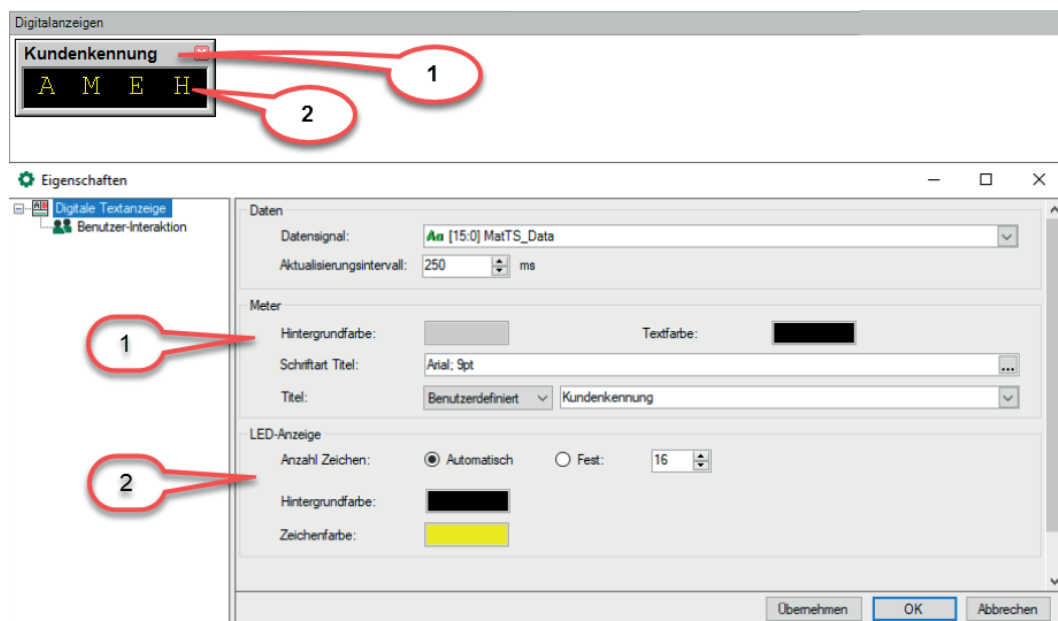 Digitalanzeigen
Kundenkennung
1
A M E H
2
Eigenschaften
Digitale Textanzeige
Benutzer-Interaktion
Daten
Datensignal: Aa [15:0] MatTS_Data
Aktualisierungsintervall: 250 ms
Meter
1
Hintergrundfarbe: Textfarbe:
Schriftart Titel: Arial; 9pt ...
Titel: Benutzerdefiniert Kundenkennung
LED-Anzeige
Anzahl Zeichen: Automatisch Fest: 16
2
Hintergrundfarbe:
Zeichenfarbe:
Übernehmen OK Abbrechen